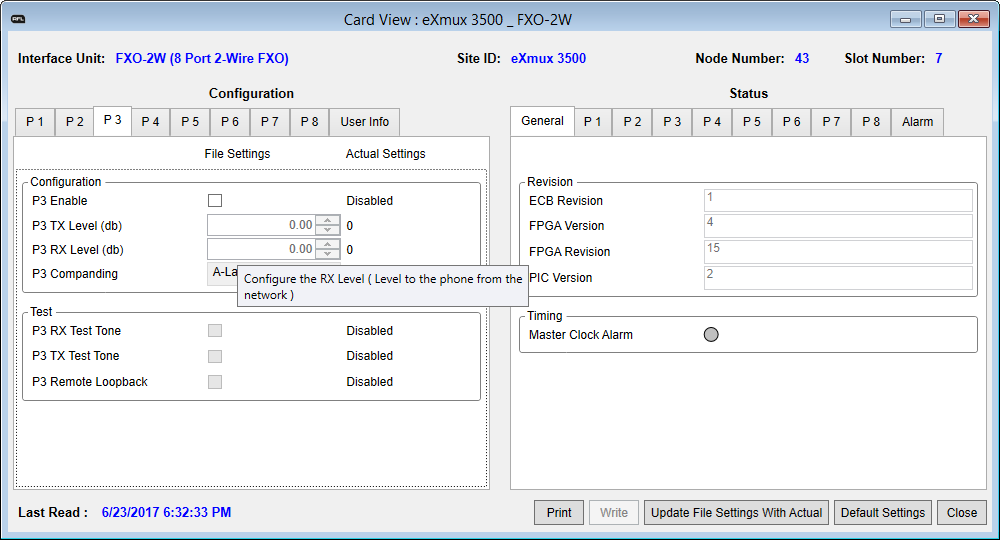 RFL
Card View : eXmux 3500 _ FXO-2W
Interface Unit: FXO-2W (8 Port 2-Wire FXO) Site ID: eXmux 3500 Node Number: 43 Slot Number: 7
Configuration
P 1 P 2 P 3 P 4 P 5 P 6 P 7 P 8 User Info
File Settings Actual Settings
Configuration
P3 Enable Disabled
P3 TX Level (db) 0.00 0
P3 RX Level (db) 0.00 0
P3 Companding A-La
Configure the RX Level ( Level to the phone from the
network )
Test
P3 RX Test Tone Disabled
P3 TX Test Tone Disabled
P3 Remote Loopback Disabled
Status
General P 1 P 2 P 3 P 4 P 5 P 6 P 7 P 8 Alarm
Revision
ECB Revision 1
FPGA Version 4
FPGA Revision 15
PIC Version 2
Timing
Master Clock Alarm
Last Read : 6/23/2017 6:32:33 PM
Print Write Update File Settings With Actual Default Settings Close